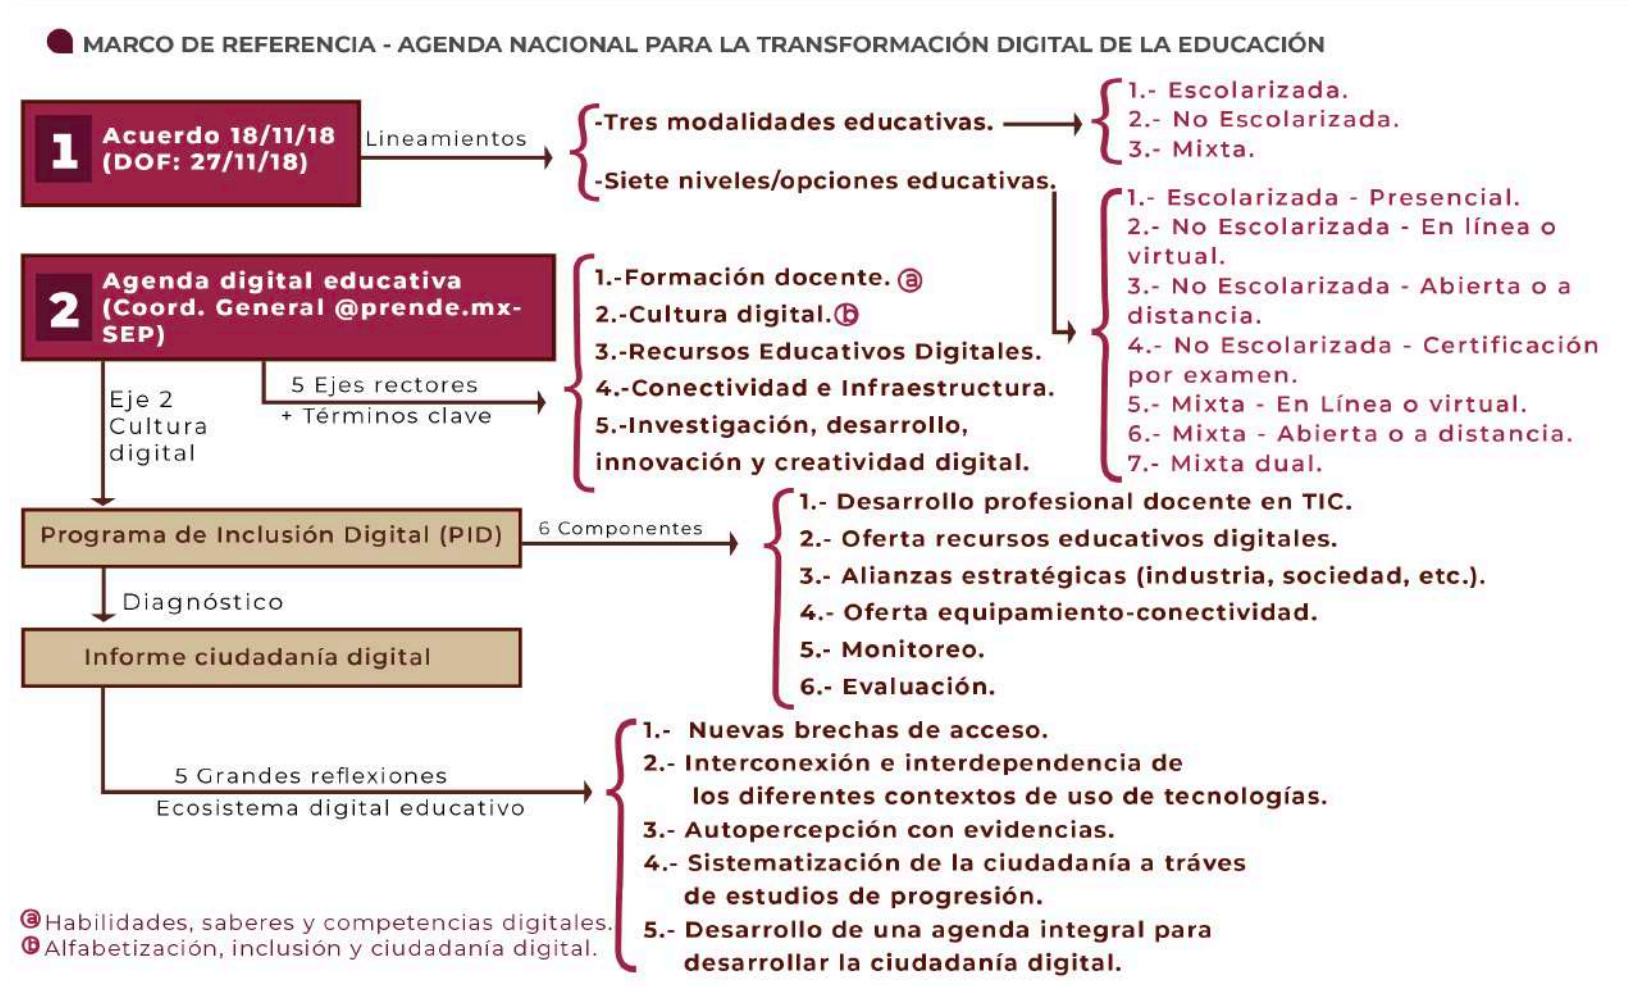 MARCO DE REFERENCIA - AGENDA NACIONAL PARA LA TRANSFORMACIÓN DIGITAL DE LA EDUCACIÓN
1 Acuerdo 18/11/18
(DOF: 27/11/18)
Lineamientos
-Tres modalidades educativas.
-Siete niveles/opciones educativas.
1.- Escolarizada.
2.- No Escolarizada.
3.- Mixta.
1.- Escolarizada - Presencial.
2.- No Escolarizada - En línea o
virtual.
3.- No Escolarizada - Abierta o a
distancia.
4.- No Escolarizada - Certificación
por examen.
5.- Mixta - En Línea o virtual.
6.- Mixta - Abierta o a distancia.
7.- Mixta dual.
2 Agenda digital educativa
(Coord. General @prende.mx-
SEP)
5 Ejes rectores
+ Términos clave
1.-Formación docente. ⓐ
2.-Cultura digital. ⓑ
3.-Recursos Educativos Digitales.
4.-Conectividad e Infraestructura.
5.-Investigación, desarrollo,
innovación y creatividad digital.
Eje 2
Cultura
digital
Programa de Inclusión Digital (PID)
6 Componentes
1.- Desarrollo profesional docente en TIC.
2.- Oferta recursos educativos digitales.
3.- Alianzas estratégicas (industria, sociedad, etc.).
4.- Oferta equipamiento-conectividad.
5.- Monitoreo.
6.- Evaluación.
Diagnóstico
Informe ciudadanía digital
5 Grandes reflexiones
Ecosistema digital educativo
1.- Nuevas brechas de acceso.
2.- Interconexión e interdependencia de
los diferentes contextos de uso de tecnologías.
3.- Autopercepción con evidencias.
4.- Sistematización de la ciudadanía a tráves
de estudios de progresión.
5.- Desarrollo de una agenda integral para
desarrollar la ciudadanía digital.
ⓐ Habilidades, saberes y competencias digitales.
ⓑ Alfabetización, inclusión y ciudadanía digital.